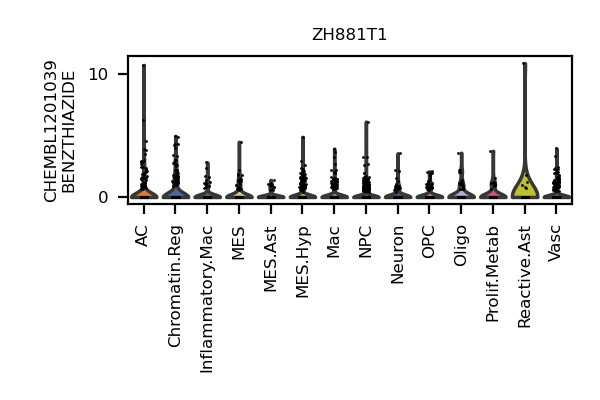 ZH881T1
CHEMBL1201039
BENZTHIAZIDE
10
0
AC
Chromatin.Reg
Inflammatory.Mac
MES
MES.Ast
MES.Hyp
Mac
NPC
Neuron
OPC
Oligo
Prolif.Metab
Reactive.Ast
Vasc